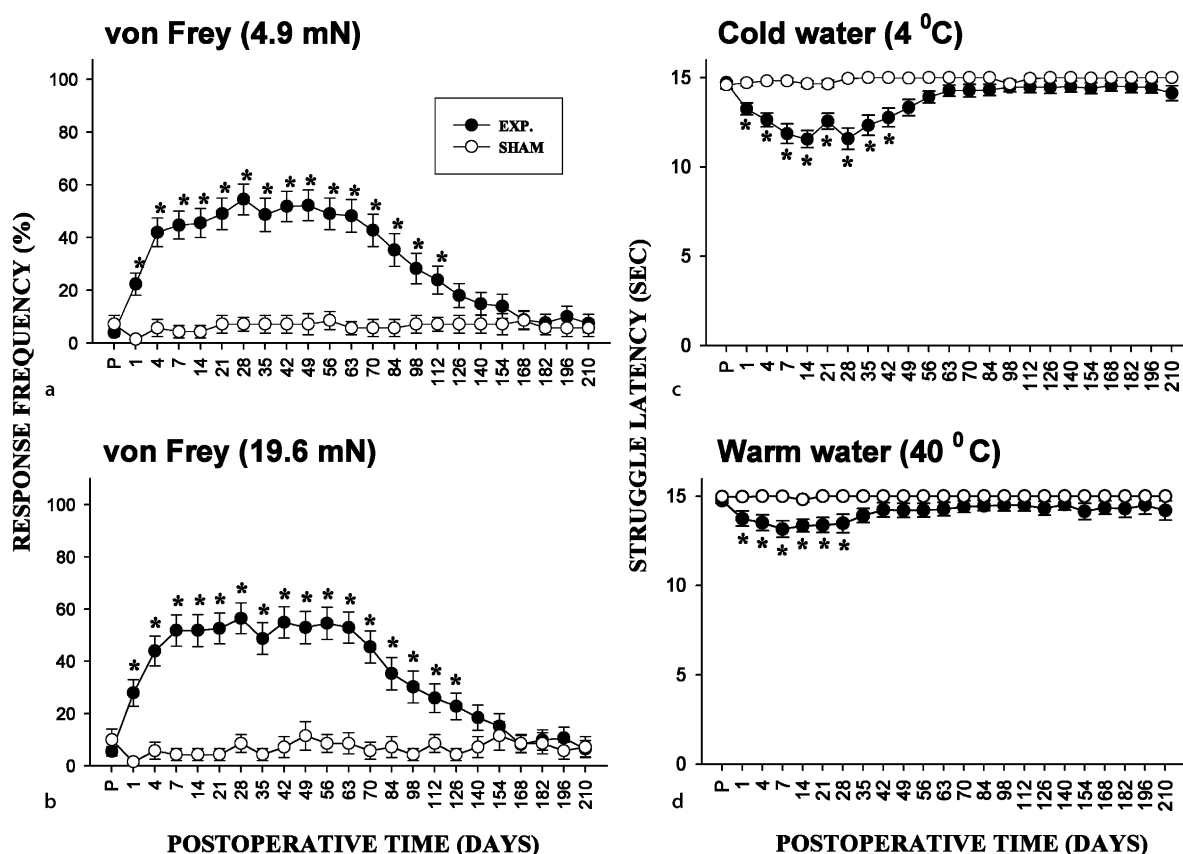 von Frey (4.9 mN)
100
80
60
40
20
0
EXP.
SHAM
P 1 4 7 14 21 28 35 42 49 56 63 70 84 98 112 126 140 154 168 182 196 210
a
RESPONSE FREQUENCY (%)
von Frey (19.6 mN)
100
80
60
40
20
0
P 1 4 7 14 21 28 35 42 49 56 63 70 84 98 112 126 140 154 168 182 196 210
b
POSTOPERATIVE TIME (DAYS)
Cold water (4 ⁰C)
15
10
5
0
P 1 4 7 14 21 28 35 42 49 56 63 70 84 98 112 126 140 154 168 182 196 210
c
STRUGGLE LATENCY (SEC)
Warm water (40 ⁰ C)
15
10
5
0
P 1 4 7 14 21 28 35 42 49 56 63 70 84 98 112 126 140 154 168 182 196 210
d
POSTOPERATIVE TIME (DAYS)